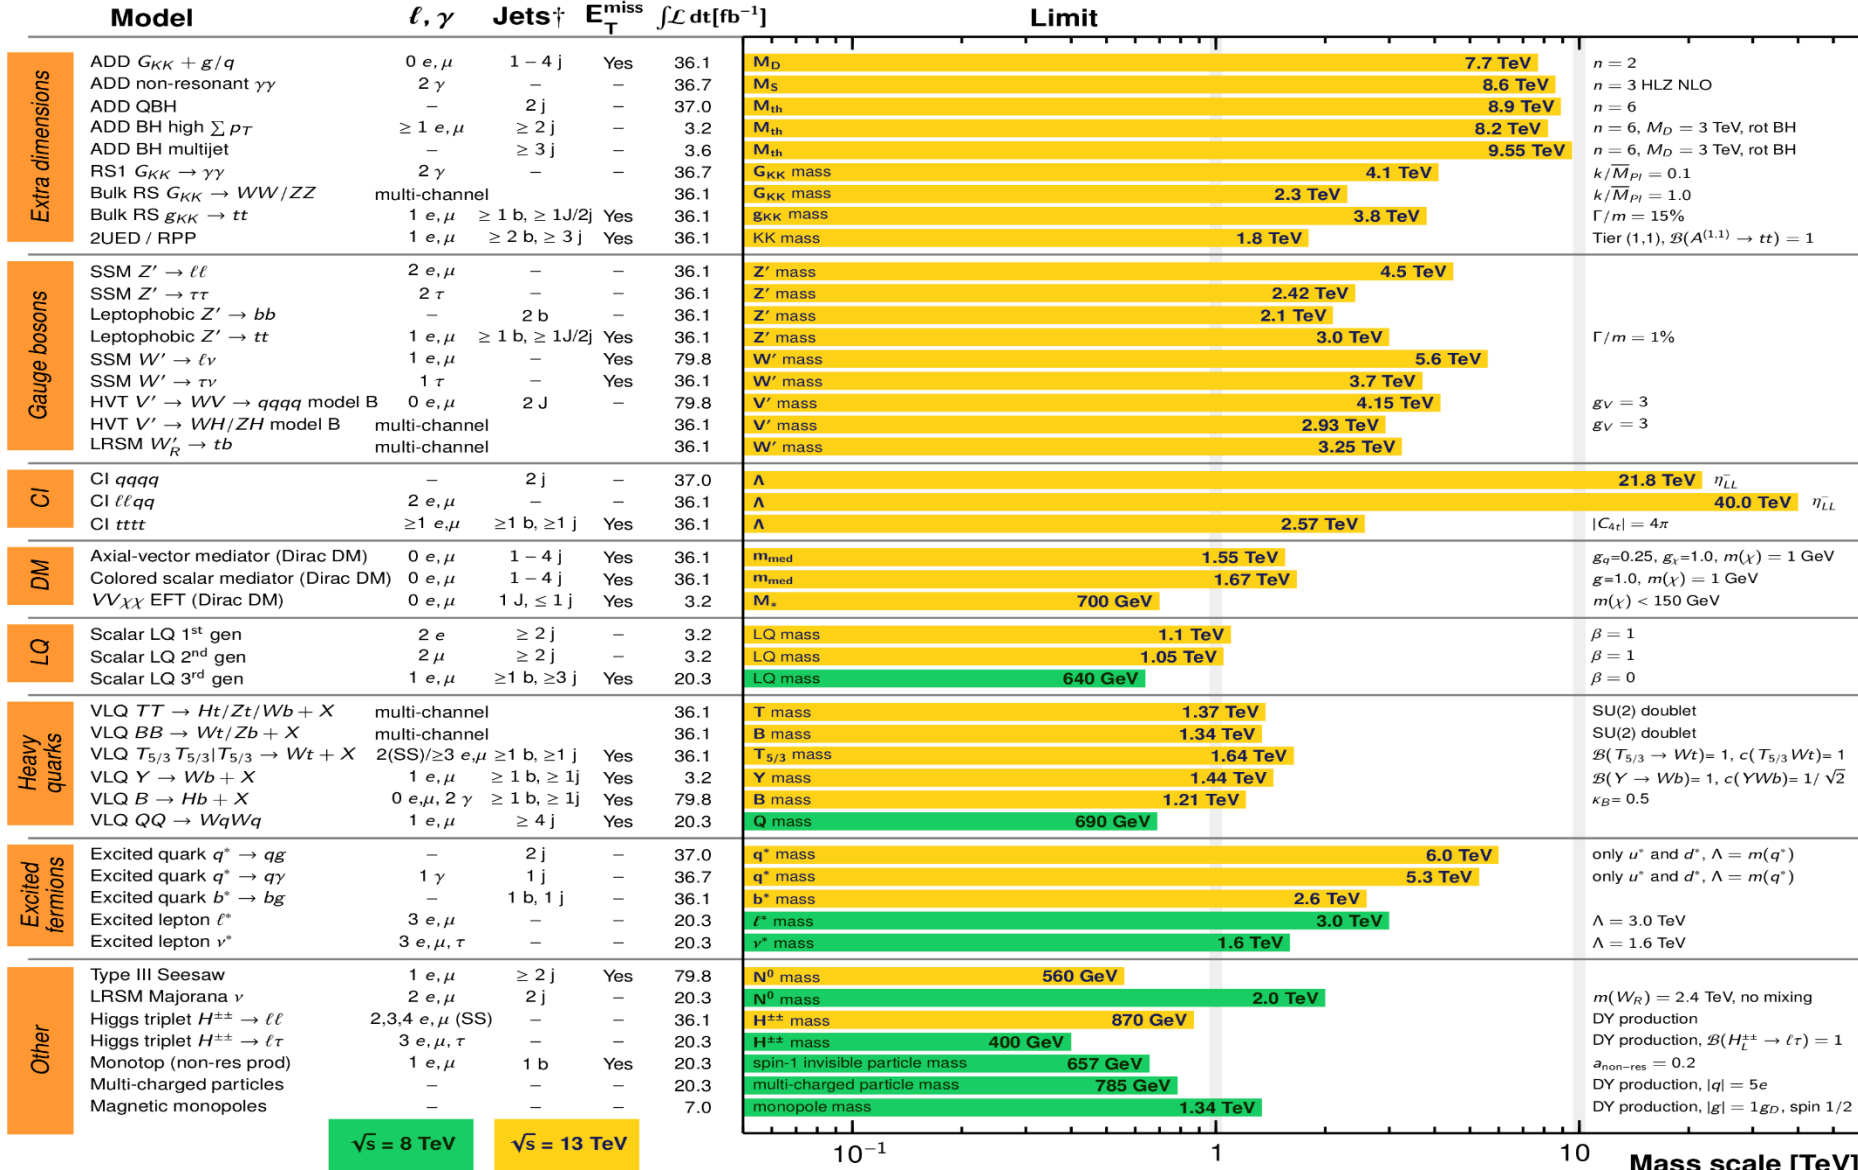 Model ℓ, γ Jets† E_T^miss ∫ℒ dt[fb⁻¹] Limit
Extra dimensions
ADD G_KK + g/q 0 e, μ 1 − 4 j Yes 36.1 M_D 7.7 TeV n = 2
ADD non-resonant γγ 2 γ − − 36.7 M_S 8.6 TeV n = 3 HLZ NLO
ADD QBH − 2 j − 37.0 M_th 8.9 TeV n = 6
ADD BH high ∑ p_T ≥ 1 e, μ ≥ 2 j − 3.2 M_th 8.2 TeV n = 6, M_D = 3 TeV, rot BH
ADD BH multijet − ≥ 3 j − 3.6 M_th 9.55 TeV n = 6, M_D = 3 TeV, rot BH
RS1 G_KK → γγ 2 γ − − 36.7 G_KK mass 4.1 TeV k/M̅_Pl = 0.1
Bulk RS G_KK → WW/ZZ multi-channel 36.1 G_KK mass 2.3 TeV k/M̅_Pl = 1.0
Bulk RS g_KK → tt 1 e, μ ≥ 1 b, ≥ 1J/2j Yes 36.1 g_KK mass 3.8 TeV Γ/m = 15%
2UED / RPP 1 e, μ ≥ 2 b, ≥ 3 j Yes 36.1 KK mass 1.8 TeV Tier (1,1), ℬ(A^(1,1) → tt) = 1
Gauge bosons
SSM Z′ → ℓℓ 2 e, μ − − 36.1 Z′ mass 4.5 TeV
SSM Z′ → ττ 2 τ − − 36.1 Z′ mass 2.42 TeV
Leptophobic Z′ → bb − 2 b − 36.1 Z′ mass 2.1 TeV
Leptophobic Z′ → tt 1 e, μ ≥ 1 b, ≥ 1J/2j Yes 36.1 Z′ mass 3.0 TeV Γ/m = 1%
SSM W′ → ℓν 1 e, μ − Yes 79.8 W′ mass 5.6 TeV
SSM W′ → τν 1 τ − Yes 36.1 W′ mass 3.7 TeV
HVT V′ → WV → qqqq model B 0 e, μ 2 J − 79.8 V′ mass 4.15 TeV g_V = 3
HVT V′ → WH/ZH model B multi-channel 36.1 V′ mass 2.93 TeV g_V = 3
LRSM W′_R → tb multi-channel 36.1 W′ mass 3.25 TeV
CI
CI qqqq − 2 j − 37.0 Λ 21.8 TeV η⁻_LL
CI ℓℓqq 2 e, μ − − 36.1 Λ 40.0 TeV η⁻_LL
CI tttt ≥1 e,μ ≥1 b, ≥1 j Yes 36.1 Λ 2.57 TeV |C_4t| = 4π
DM
Axial-vector mediator (Dirac DM) 0 e, μ 1 − 4 j Yes 36.1 m_med 1.55 TeV g_q=0.25, g_χ=1.0, m(χ) = 1 GeV
Colored scalar mediator (Dirac DM) 0 e, μ 1 − 4 j Yes 36.1 m_med 1.67 TeV g=1.0, m(χ) = 1 GeV
VVχχ EFT (Dirac DM) 0 e, μ 1 J, ≤ 1 j Yes 3.2 M_* 700 GeV m(χ) < 150 GeV
LQ
Scalar LQ 1st gen 2 e ≥ 2 j − 3.2 LQ mass 1.1 TeV β = 1
Scalar LQ 2nd gen 2 μ ≥ 2 j − 3.2 LQ mass 1.05 TeV β = 1
Scalar LQ 3rd gen 1 e, μ ≥1 b, ≥3 j Yes 20.3 LQ mass 640 GeV β = 0
Heavy quarks
VLQ TT → Ht/Zt/Wb + X multi-channel 36.1 T mass 1.37 TeV SU(2) doublet
VLQ BB → Wt/Zb + X multi-channel 36.1 B mass 1.34 TeV SU(2) doublet
VLQ T_5/3 T_5/3|T_5/3 → Wt + X 2(SS)/≥3 e,μ ≥1 b, ≥1 j Yes 36.1 T_5/3 mass 1.64 TeV ℬ(T_5/3 → Wt)= 1, c(T_5/3 Wt)= 1
VLQ Y → Wb + X 1 e, μ ≥ 1 b, ≥ 1j Yes 3.2 Y mass 1.44 TeV ℬ(Y → Wb)= 1, c(YWb)= 1/√2
VLQ B → Hb + X 0 e,μ, 2 γ ≥ 1 b, ≥ 1j Yes 79.8 B mass 1.21 TeV κ_B= 0.5
VLQ QQ → WqWq 1 e, μ ≥ 4 j Yes 20.3 Q mass 690 GeV
Excited fermions
Excited quark q* → qg − 2 j − 37.0 q* mass 6.0 TeV only u* and d*, Λ = m(q*)
Excited quark q* → qγ 1 γ 1 j − 36.7 q* mass 5.3 TeV only u* and d*, Λ = m(q*)
Excited quark b* → bg − 1 b, 1 j − 36.1 b* mass 2.6 TeV
Excited lepton ℓ* 3 e, μ − − 20.3 ℓ* mass 3.0 TeV Λ = 3.0 TeV
Excited lepton ν* 3 e, μ, τ − − 20.3 ν* mass 1.6 TeV Λ = 1.6 TeV
Other
Type III Seesaw 1 e, μ ≥ 2 j Yes 79.8 N⁰ mass 560 GeV
LRSM Majorana ν 2 e, μ 2 j − 20.3 N⁰ mass 2.0 TeV m(W_R) = 2.4 TeV, no mixing
Higgs triplet H^±± → ℓℓ 2,3,4 e, μ (SS) − − 36.1 H^±± mass 870 GeV DY production
Higgs triplet H^±± → ℓτ 3 e, μ, τ − − 20.3 H^±± mass 400 GeV DY production, ℬ(H_L^±± → ℓτ) = 1
Monotop (non-res prod) 1 e, μ 1 b Yes 20.3 spin-1 invisible particle mass 657 GeV a_non−res = 0.2
Multi-charged particles − − − 20.3 multi-charged particle mass 785 GeV DY production, |q| = 5e
Magnetic monopoles − − − 7.0 monopole mass 1.34 TeV DY production, |g| = 1g_D, spin 1/2
√s = 8 TeV √s = 13 TeV
10⁻¹ 1 10
Mass scale [TeV]